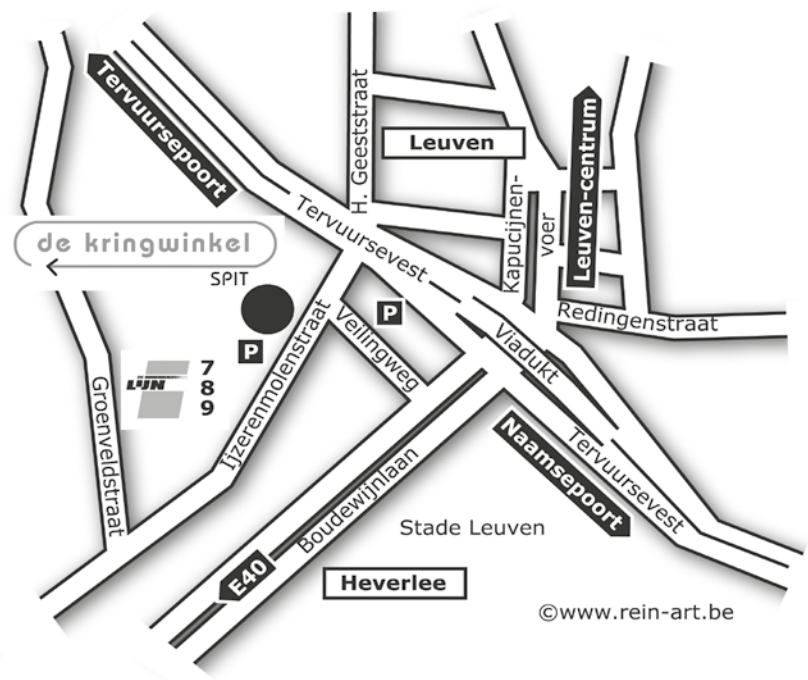 Tervuursepoort
H. Geeststraat
Leuven
Kapucijnen-
voer
Leuven-centrum
de kringwinkel
Tervuursevest
SPIT
P
P
Veilingweg
Viadukt
Redingenstraat
LIJN
7
8
9
Groenveldstraat
Ijzerenmolenstraat
Boudewijnlaan
Naamsepoort
Tervuursevest
Stade Leuven
E40
Heverlee
©www.rein-art.be